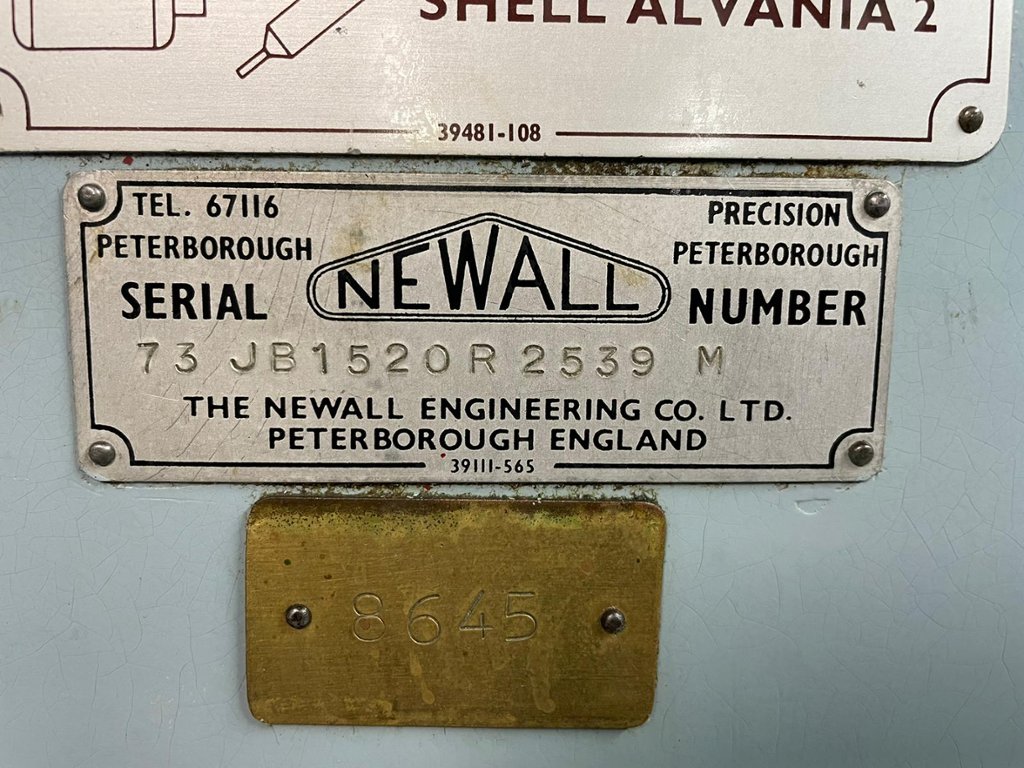 SHELL ALVANIA 2
39481-108
TEL. 67116
PRECISION
PETERBOROUGH
NEWALL
PETERBOROUGH
SERIAL
NUMBER
73 JB1520R 2539 M
THE NEWALL ENGINEERING CO. LTD.
PETERBOROUGH ENGLAND
39111-565
8645